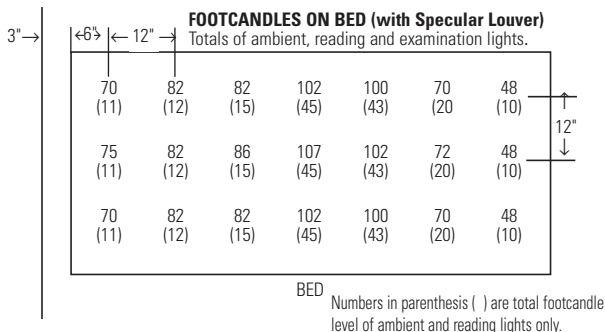 FOOTCANDLES ON BED (with Specular Louver)
3" 6" 12" Totals of ambient, reading and examination lights.
70 82 82 102 100 70 48
(11) (12) (15) (45) (43) (20 (10)
12"
75 82 86 107 102 72 48
(11) (12) (15) (45) (43) (20) (10)
70 82 82 102 100 70 48
(11) (12) (15) (45) (43) (20) (10)
BED
Numbers in parenthesis ( ) are total footcandle
level of ambient and reading lights only.